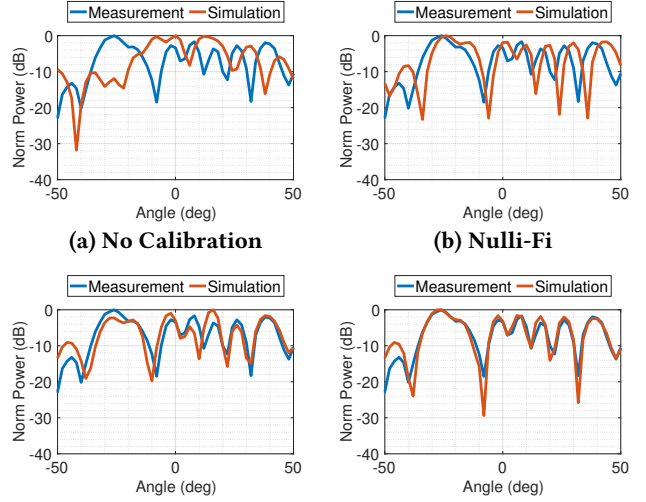 Measurement Simulation
Norm Power (dB)
0
-10
-20
-30
-40
-50 0 50
Angle (deg)
(a) No Calibration
Measurement Simulation
Norm Power (dB)
0
-10
-20
-30
-40
-50 0 50
Angle (deg)
(b) Nulli-Fi
Measurement Simulation
Norm Power (dB)
0
-10
-20
-30
-40
-50 0 50
Angle (deg)
Measurement Simulation
Norm Power (dB)
0
-10
-20
-30
-40
-50 0 50
Angle (deg)